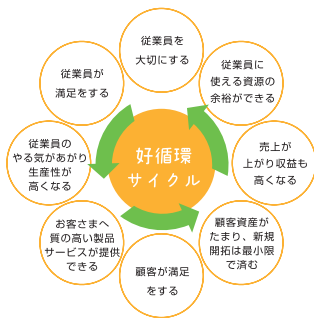 従業員を
大切にする
従業員が
満足をする
従業員の
やる気があがり
生産性が
高くなる
お客さまへ
質の高い製品
サービスが提供
できる
顧客が満足
をする
顧客資産が
たまり、新規
開拓は最小限
で済む
売上が
上がり収益も
高くなる
従業員に
使える資源の
余裕ができる
好循環
サイクル